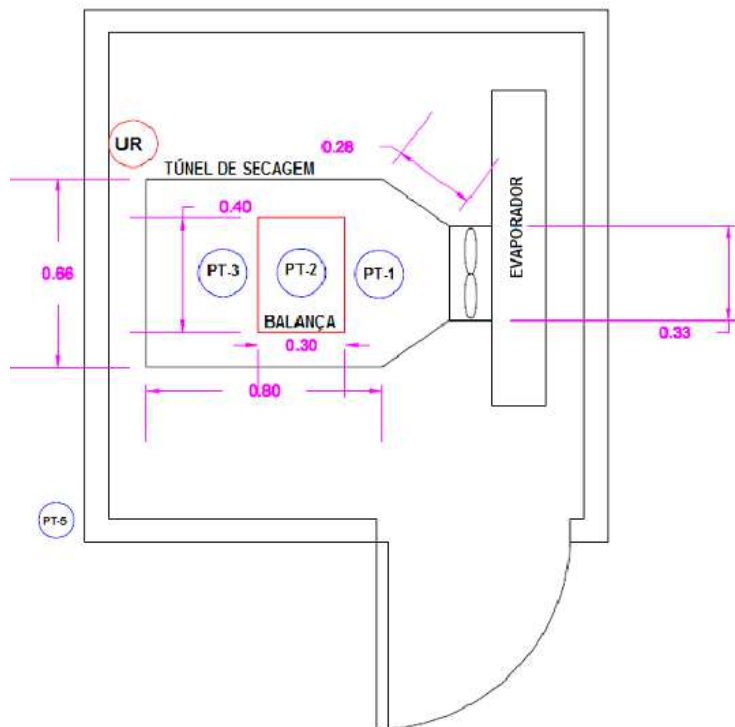 0.28
UR
TÚNEL DE SECAGEM
0.40
EVAPORADOR
0.66
PT-3
PT-2
PT-1
BALANÇA
0.30
0.33
0.80
PT-5